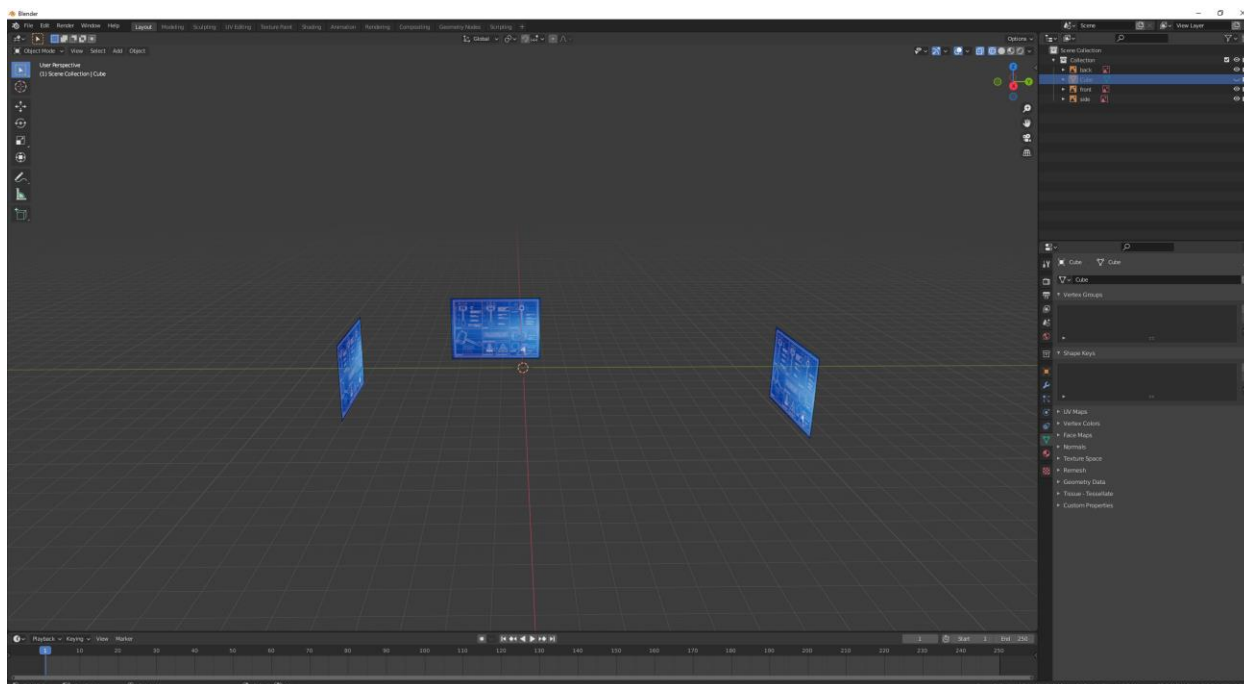 Blender
File Edit Render Window Help Layout Modeling Sculpting UV Editing Texture Paint Shading Animation Rendering Compositing Geometry Nodes Scripting + Scene View Layer
Global Options
Object Mode View Select Add Object
User Perspective
(1) Scene Collection | Cube
Scene Collection
Collection
back
Cube
front
side
Cube Cube
Cube
Vertex Groups
Shape Keys
UV Maps
Vertex Colors
Face Maps
Normals
Texture Space
Remesh
Geometry Data
Tissue - Tessellate
Custom Properties
Playback Keying View Marker 1 Start 1 End 250
1 10 20 30 40 50 60 70 80 90 100 110 120 130 140 150 160 170 180 190 200 210 220 230 240 250